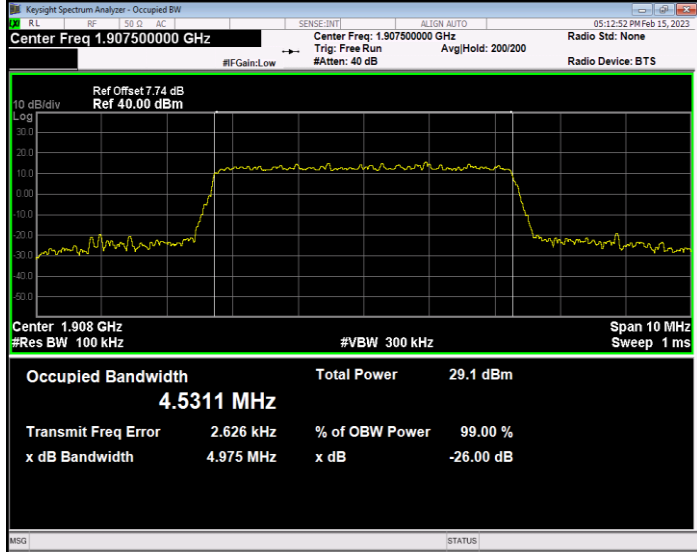 Keysight Spectrum Analyzer - Occupied BW
RL RF 50 Ω AC SENSE:INT ALIGN AUTO 05:12:52 PM Feb 15, 2023
Center Freq 1.907500000 GHz Center Freq: 1.907500000 GHz Radio Std: None
Trig: Free Run Avg|Hold: 200/200
#IFGain:Low #Atten: 40 dB Radio Device: BTS
Ref Offset 7.74 dB
10 dB/div Ref 40.00 dBm
Log
30.0
20.0
10.0
0.00
-10.0
-20.0
-30.0
-40.0
-50.0
Center 1.908 GHz Span 10 MHz
#Res BW 100 kHz #VBW 300 kHz Sweep 1 ms
Occupied Bandwidth Total Power 29.1 dBm
4.5311 MHz
Transmit Freq Error 2.626 kHz % of OBW Power 99.00 %
x dB Bandwidth 4.975 MHz x dB -26.00 dB
MSG STATUS